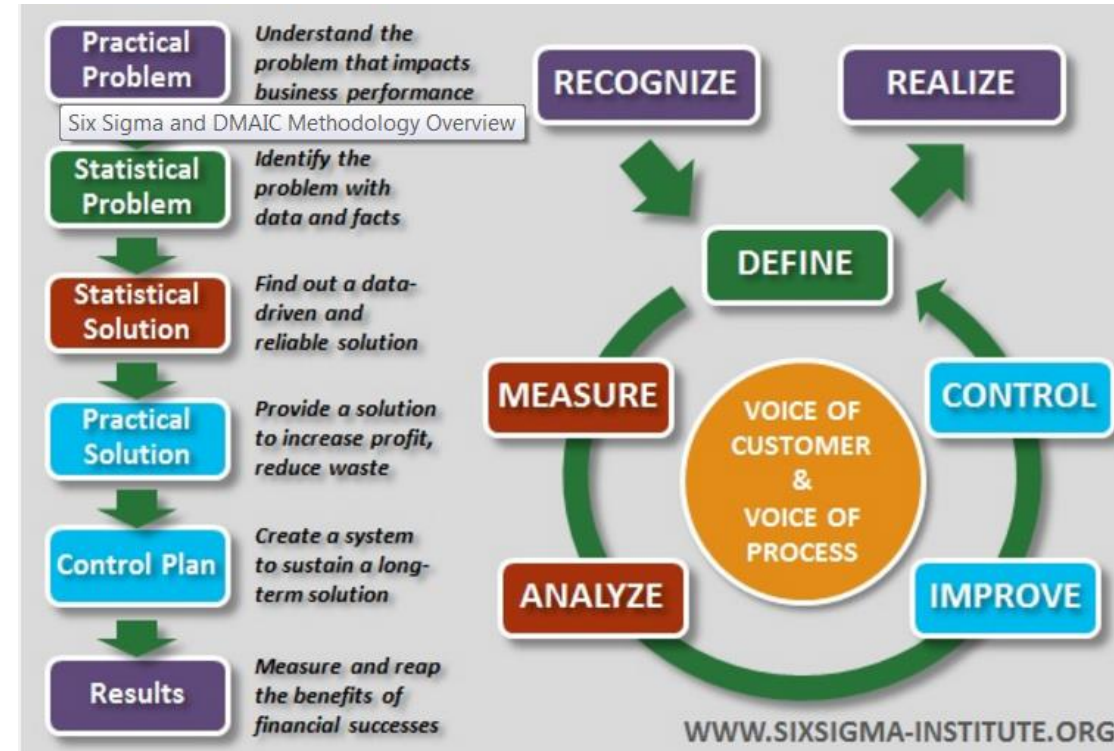 Practical
Problem
Understand the
problem that impacts
business performance
Six Sigma and DMAIC Methodology Overview
Statistical
Problem
Identify the
problem with
data and facts
Statistical
Solution
Find out a data-
driven and
reliable solution
Practical
Solution
Provide a solution
to increase profit,
reduce waste
Control Plan
Create a system
to sustain a long-
term solution
Results
Measure and reap
the benefits of
financial successes
RECOGNIZE
REALIZE
DEFINE
MEASURE
CONTROL
VOICE OF
CUSTOMER
&
VOICE OF
PROCESS
ANALYZE
IMPROVE
WWW.SIXSIGMA-INSTITUTE.ORG